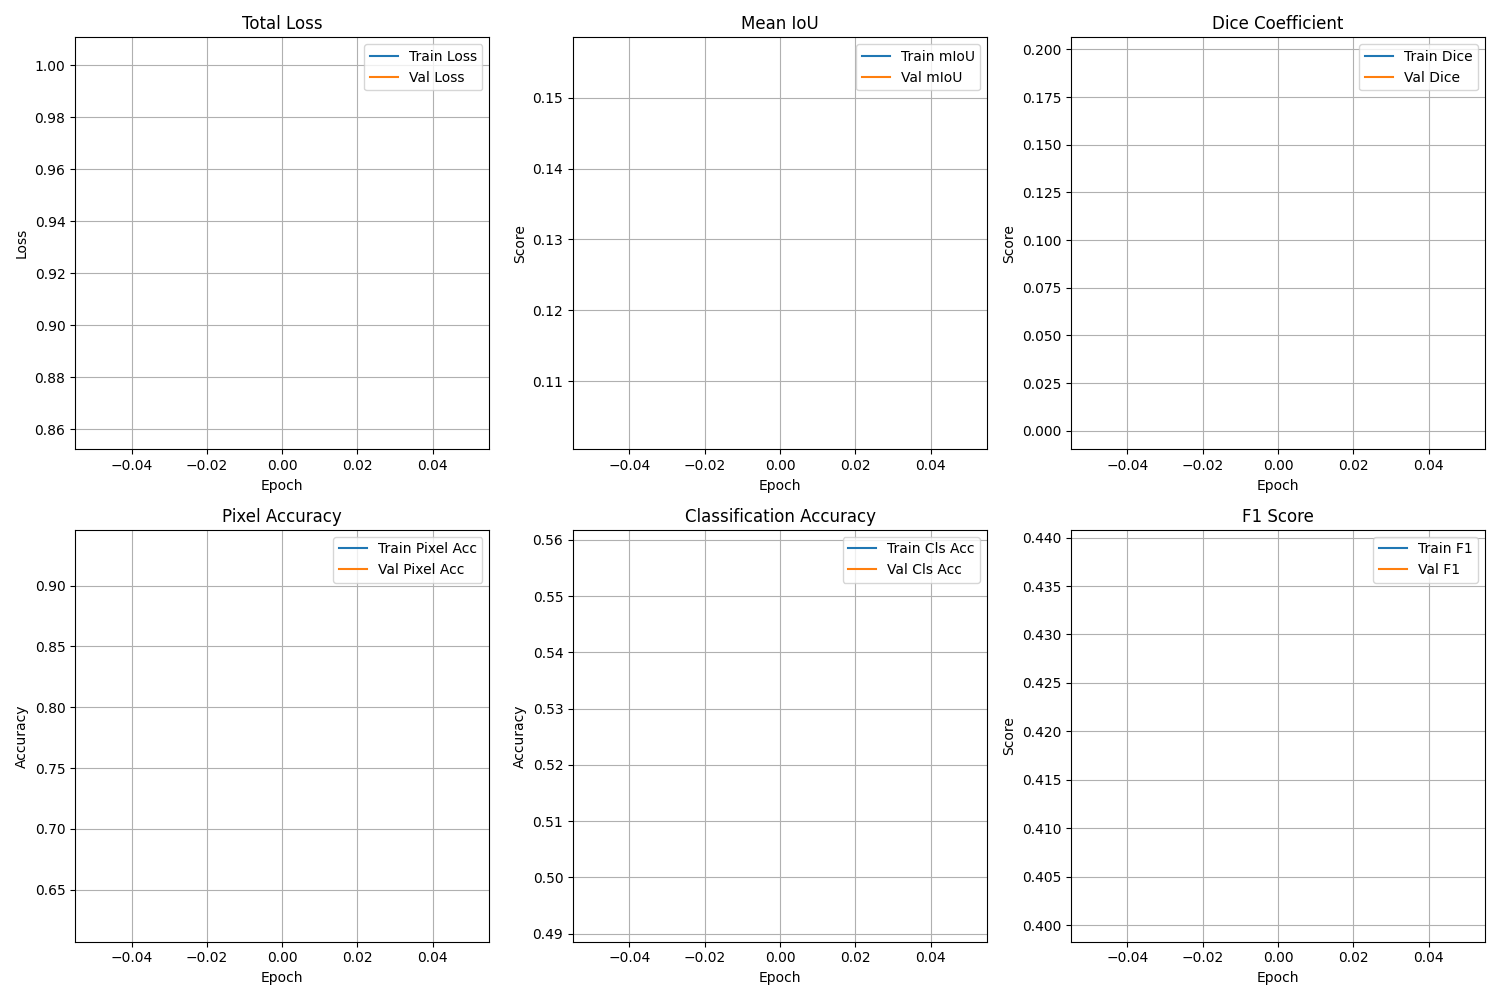 Total Loss
Train Loss
Val Loss
1.00
0.98
0.96
0.94
0.92
0.90
0.88
0.86
Loss
−0.04 −0.02 0.00 0.02 0.04
Epoch
Mean IoU
Train mIoU
Val mIoU
0.15
0.14
0.13
0.12
0.11
Score
−0.04 −0.02 0.00 0.02 0.04
Epoch
Dice Coefficient
Train Dice
Val Dice
0.200
0.175
0.150
0.125
0.100
0.075
0.050
0.025
0.000
Score
−0.04 −0.02 0.00 0.02 0.04
Epoch
Pixel Accuracy
Train Pixel Acc
Val Pixel Acc
0.90
0.85
0.80
0.75
0.70
0.65
Accuracy
−0.04 −0.02 0.00 0.02 0.04
Epoch
Classification Accuracy
Train Cls Acc
Val Cls Acc
0.56
0.55
0.54
0.53
0.52
0.51
0.50
0.49
Accuracy
−0.04 −0.02 0.00 0.02 0.04
Epoch
F1 Score
Train F1
Val F1
0.440
0.435
0.430
0.425
0.420
0.415
0.410
0.405
0.400
Score
−0.04 −0.02 0.00 0.02 0.04
Epoch